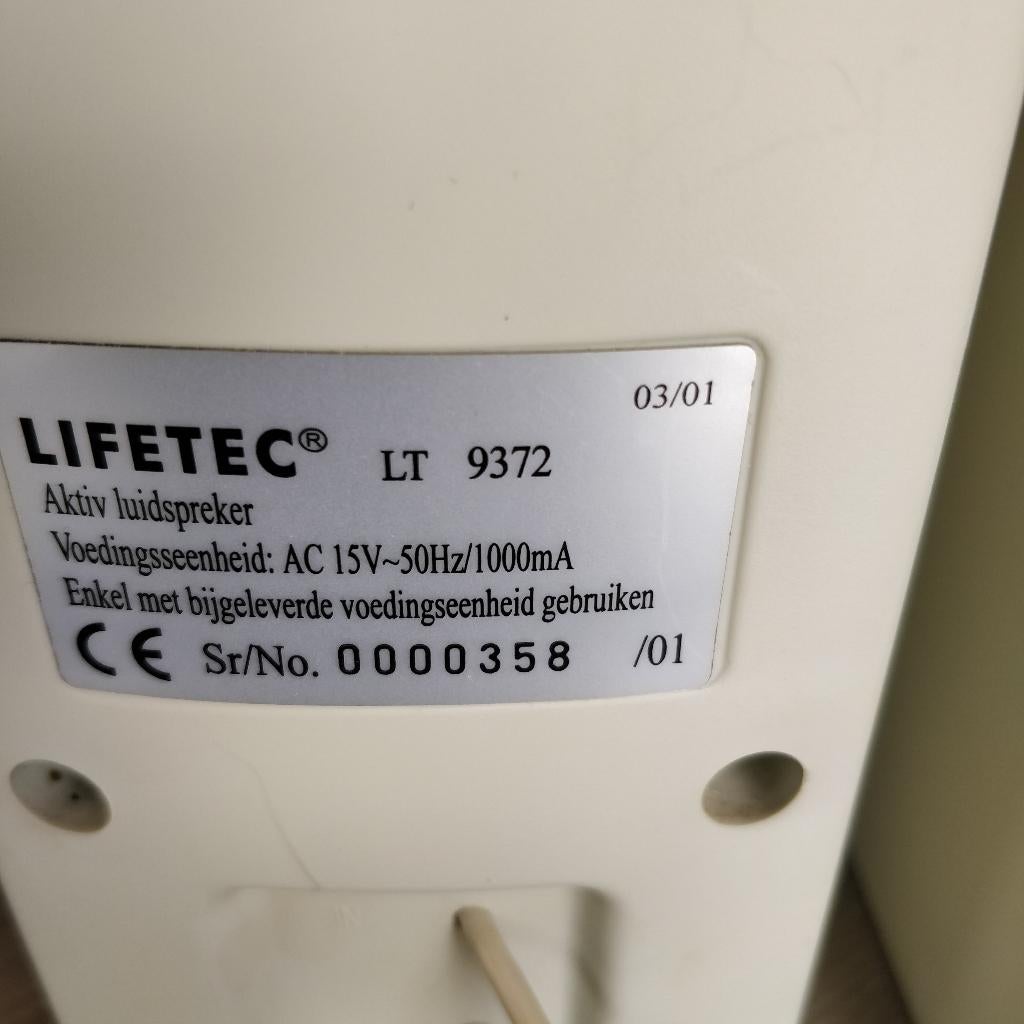 03/01
LIFETEC® LT 9372
Aktiv luidspreker
Voedingsseenheid: AC 15V~50Hz/1000mA
Enkel met bijgeleverde voedingseenheid gebruiken
CE Sr/No. 0000358 /01
IN